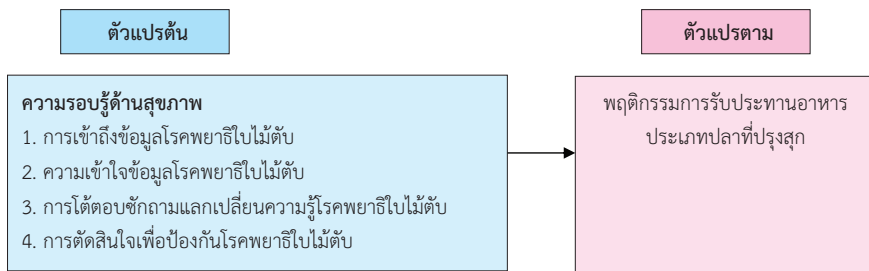 ตัวแปรต้น
ตัวแปรตาม
ความรอบรู้ด้านสุขภาพ
1. การเข้าถึงข้อมูลโรคพยาธิใบไม้ตับ
2. ความเข้าใจข้อมูลโรคพยาธิใบไม้ตับ
3. การโต้ตอบซักถามแลกเปลี่ยนความรู้โรคพยาธิใบไม้ตับ
4. การตัดสินใจเพื่อป้องกันโรคพยาธิใบไม้ตับ
พฤติกรรมการรับประทานอาหาร
ประเภทปลาที่ปรุงสุก